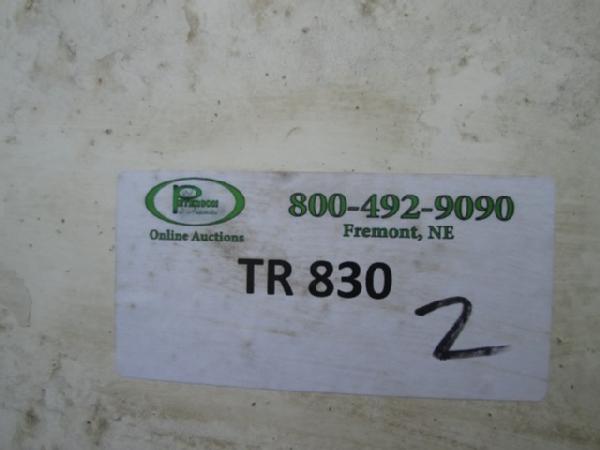 Online Auctions
800-492-9090
Fremont, NE
TR 830
2